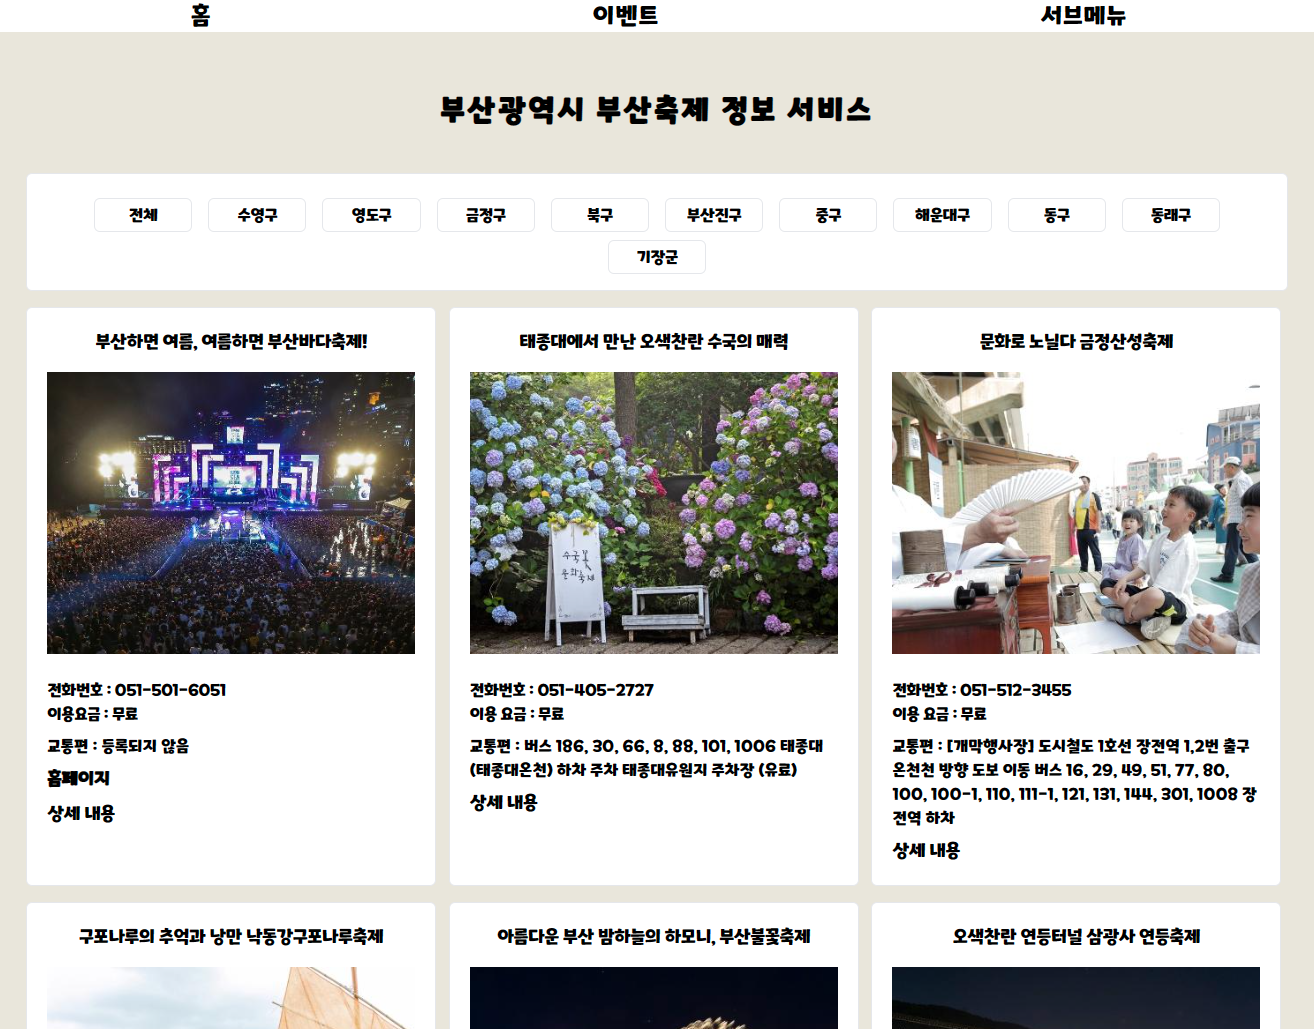 홈 이벤트 서브메뉴
부산광역시 부산축제 정보 서비스
전체 수영구 영도구 금정구 북구 부산진구 중구 해운대구 동구 동래구
기장군
부산하면 여름, 여름하면 부산바다축제!
전화번호 : 051-501-6051
이용요금 : 무료
교통편 : 등록되지 않음
홈페이지
상세 내용
태종대에서 만난 오색찬란 수국의 매력
수국꽃
문화축제
전화번호 : 051-405-2727
이용 요금 : 무료
교통편 : 버스 186, 30, 66, 8, 88, 101, 1006 태종대
(태종대온천) 하차 주차 태종대유원지 주차장 (유료)
상세 내용
문화로 노닐다 금정산성축제
전화번호 : 051-512-3455
이용 요금 : 무료
교통편 : [개막행사장] 도시철도 1호선 장전역 1,2번 출구
온천천 방향 도보 이동 버스 16, 29, 49, 51, 77, 80,
100, 100-1, 110, 111-1, 121, 131, 144, 301, 1008 장
전역 하차
상세 내용
구포나루의 추억과 낭만 낙동강구포나루축제
아름다운 부산 밤하늘의 하모니, 부산불꽃축제
오색찬란 연등터널 삼광사 연등축제